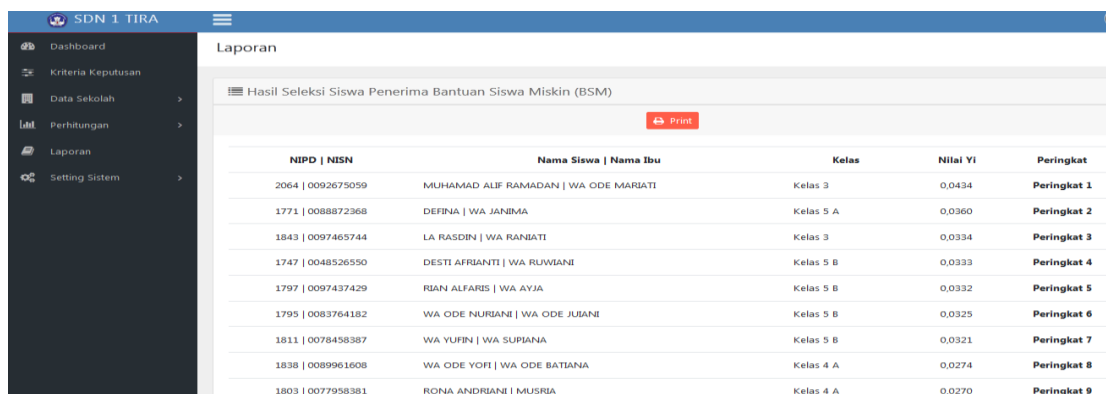 SDN 1 TIRA
Dashboard
Kriteria Keputusan
Data Sekolah
Perhitungan
Laporan
Setting Sistem
Laporan
Hasil Seleksi Siswa Penerima Bantuan Siswa Miskin (BSM)
Print
NIPD | NISN Nama Siswa | Nama Ibu Kelas Nilai Yi Peringkat
2064 | 0092675059 MUHAMAD ALIF RAMADAN | WA ODE MARIATI Kelas 3 0,0434 Peringkat 1
1771 | 0088872368 DEFINA | WA JANIMA Kelas 5 A 0,0360 Peringkat 2
1843 | 0097465744 LA RASDIN | WA RANIATI Kelas 3 0,0334 Peringkat 3
1747 | 0048526550 DESTI AFRIANTI | WA RUWIANI Kelas 5 B 0,0333 Peringkat 4
1797 | 0097437429 RIAN ALFARIS | WA AYJA Kelas 5 B 0,0332 Peringkat 5
1795 | 0083764182 WA ODE NURIANI | WA ODE JUIANI Kelas 5 B 0,0325 Peringkat 6
1811 | 0078458387 WA YUFIN | WA SUPIANA Kelas 5 B 0,0321 Peringkat 7
1838 | 0089961608 WA ODE YOFI | WA ODE BATIANA Kelas 4 A 0,0274 Peringkat 8
1803 | 0077958381 RONA ANDRIANI | MUSRIA Kelas 4 A 0,0270 Peringkat 9